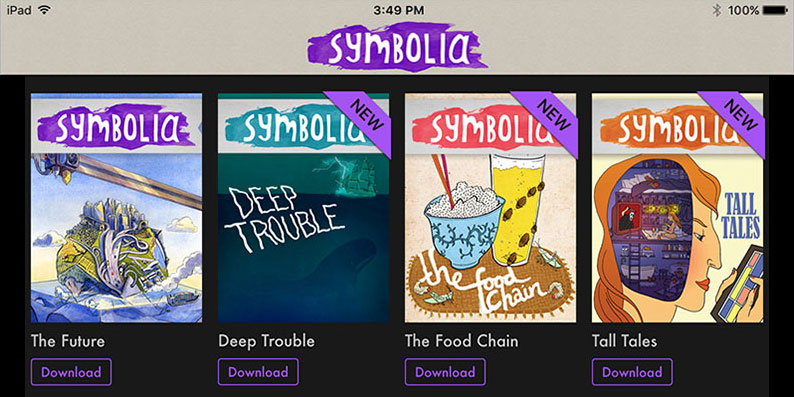 iPad
3:49 PM
100%
SYMBOLIA
SYMBOLIA
SYMBOLIA
NEW
SYMBOLIA
NEW
SYMBOLIA
NEW
DEEP
TROUBLE
the food
chain
TALL
TALES
The Future
Deep Trouble
The Food Chain
Tall Tales
Download
Download
Download
Download